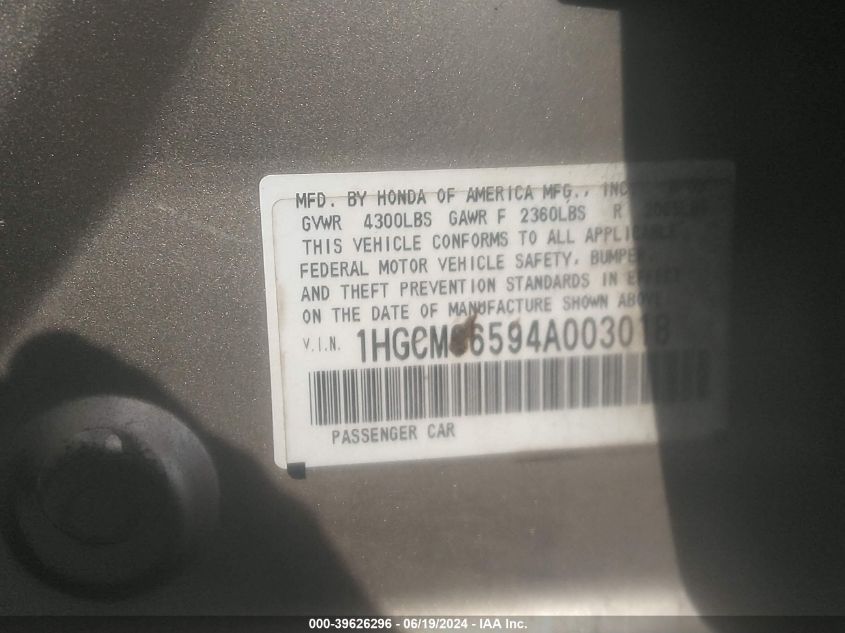 MFD. BY HONDA OF AMERICA MFG., INC.
GVWR 4300LBS GAWR F 2360LBS R
THIS VEHICLE CONFORMS TO ALL APPLICABLE
FEDERAL MOTOR VEHICLE SAFETY, BUMPER,
AND THEFT PREVENTION STANDARDS IN EFFECT
ON THE DATE OF MANUFACTURE SHOWN ABOVE.
V.I.N. 1HGCM66594A003018
PASSENGER CAR
000-39626296 - 06/19/2024 - IAA Inc.